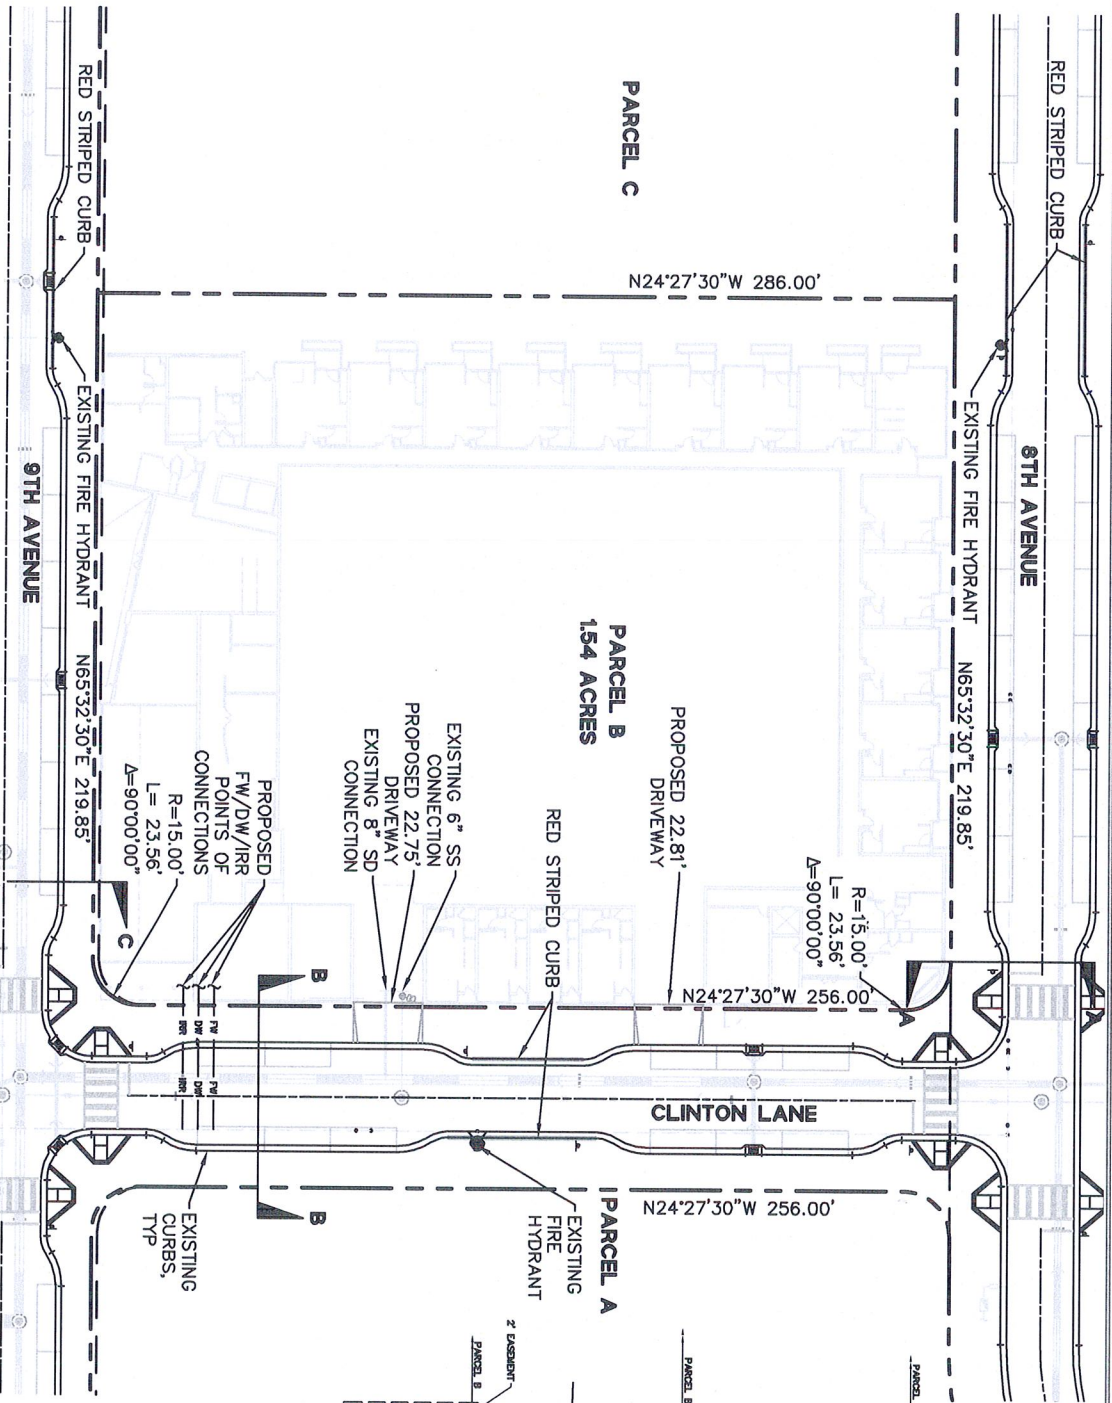 PARCEL C
RED STRIPED CURB
RED STRIPED CURB
N24°27'30"W 286.00'
EXISTING FIRE HYDRANT
EXISTING FIRE HYDRANT
8TH AVENUE
9TH AVENUE
N65°32'30"E 219.85'
N65°32'30"E 219.85'
PARCEL B
1.54 ACRES
PROPOSED 22.81'
DRIVEWAY
EXISTING 6" SS
CONNECTION
PROPOSED 22.75'
DRIVEWAY
EXISTING 8" SD
CONNECTION
RED STRIPED CURB
PROPOSED
FW/DW/IRR
POINTS OF
CONNECTIONS
R=15.00'
L= 23.56'
Δ=90°00'00"
R=15.00'
L= 23.56'
Δ=90°00'00"
C
B
A
A
N24°27'30"W 256.00'
FW
DW
IRR
FW
DW
IRR
CLINTON LANE
N24°27'30"W 256.00'
B
EXISTING
CURBS,
TYP
EXISTING
FIRE
HYDRANT
PARCEL A
2' EASEMENT
PARCEL B
PARCEL B
PARCEL